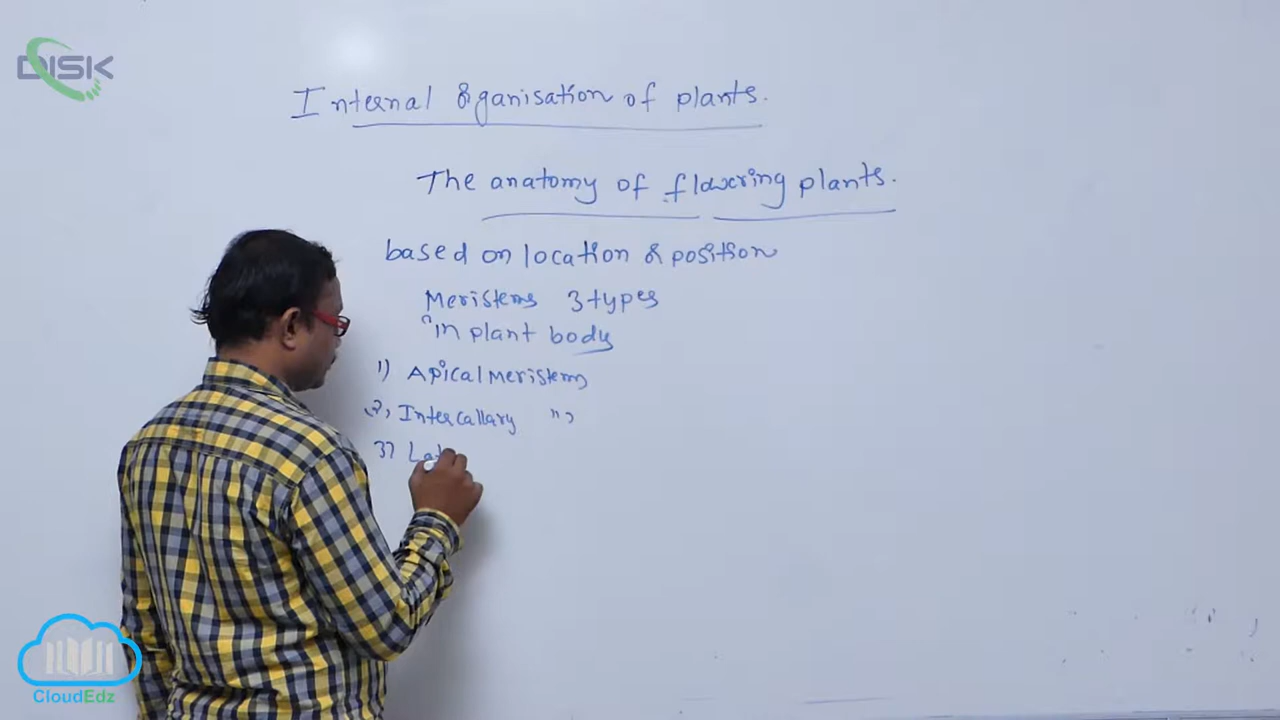 DISK
Internal Organisation of plants.
The anatomy of flowering plants.
based on location & position
Meristems 3 types
in plant body
1) Apical Meristems
2) Intercallary "
3) Lat
CloudEdz